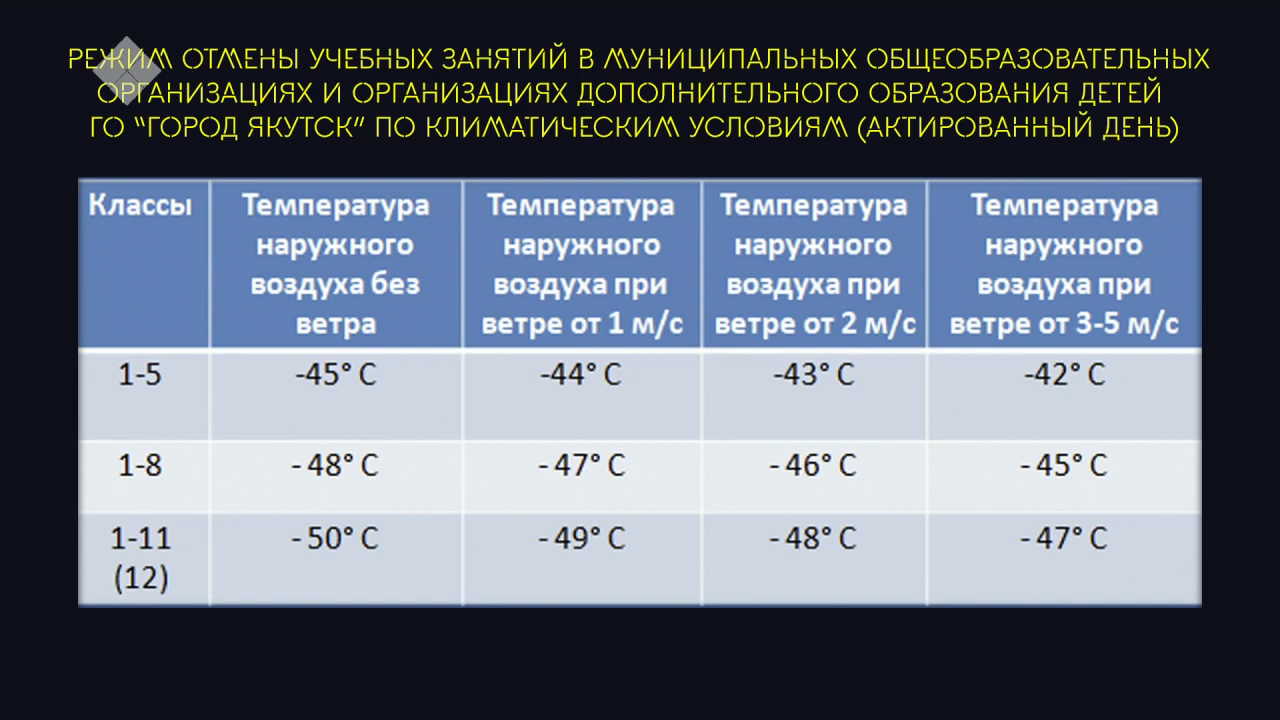 РЕЖИМ ОТМЕНЫ УЧЕБНЫХ ЗАНЯТИЙ В МУНИЦИПАЛЬНЫХ ОБЩЕОБРАЗОВАТЕЛЬНЫХ
ОРГАНИЗАЦИЯХ И ОРГАНИЗАЦИЯХ ДОПОЛНИТЕЛЬНОГО ОБРАЗОВАНИЯ ДЕТЕЙ
ГО "ГОРОД ЯКУТСК" ПО КЛИМАТИЧЕСКИМ УСЛОВИЯМ (АКТИРОВАННЫЙ ДЕНЬ)
Классы
Температура
наружного
воздуха без
ветра
Температура
наружного
воздуха при
ветре от 1 м/с
Температура
наружного
воздуха при
ветре от 2 м/с
Температура
наружного
воздуха при
ветре от 3-5 м/с
1-5 -45° С -44° С -43° С -42° С
1-8 - 48° С - 47° С - 46° С - 45° С
1-11 - 50° С - 49° С - 48° С - 47° С
(12)